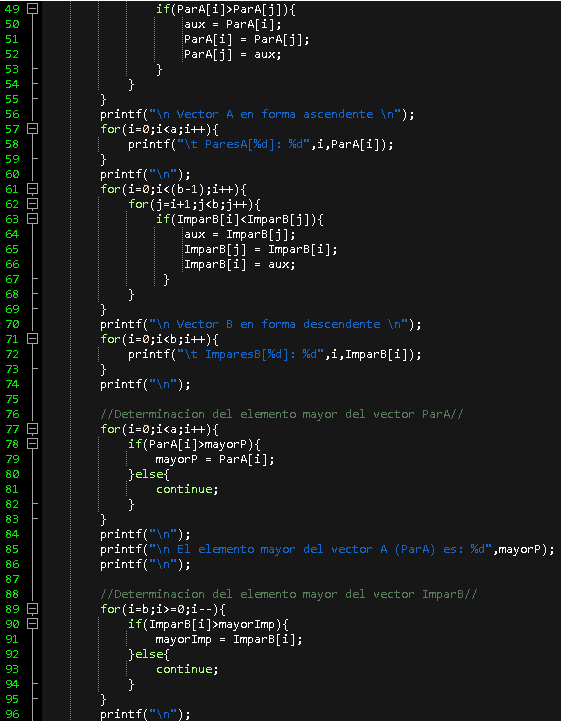 49 if(ParA[i]>ParA[j]){
50 aux = ParA[i];
51 ParA[i] = ParA[j];
52 ParA[j] = aux;
53 }
54 }
55 }
56 printf("\n Vector A en forma ascendente \n");
57 for(i=0;i<a;i++){
58 printf("\t ParesA[%d]: %d",i,ParA[i]);
59 }
60 printf("\n");
61 for(i=0;i<(b-1);i++){
62 for(j=i+1;j<b;j++){
63 if(ImparB[i]<ImparB[j]){
64 aux = ImparB[j];
65 ImparB[j] = ImparB[i];
66 ImparB[i] = aux;
67 }
68 }
69 }
70 printf("\n Vector B en forma descendente \n");
71 for(i=0;i<b;i++){
72 printf("\t ImparesB[%d]: %d",i,ImparB[i]);
73 }
74 printf("\n");
75
76 //Determinacion del elemento mayor del vector ParA//
77 for(i=0;i<a;i++){
78 if(ParA[i]>mayorP){
79 mayorP = ParA[i];
80 }else{
81 continue;
82 }
83 }
84 printf("\n");
85 printf("\n El elemento mayor del vector A (ParA) es: %d",mayorP);
86 printf("\n");
87
88 //Determinacion del elemento mayor del vector ImparB//
89 for(i=b;i>=0;i--){
90 if(ImparB[i]>mayorImp){
91 mayorImp = ImparB[i];
92 }else{
93 continue;
94 }
95 }
96 printf("\n");